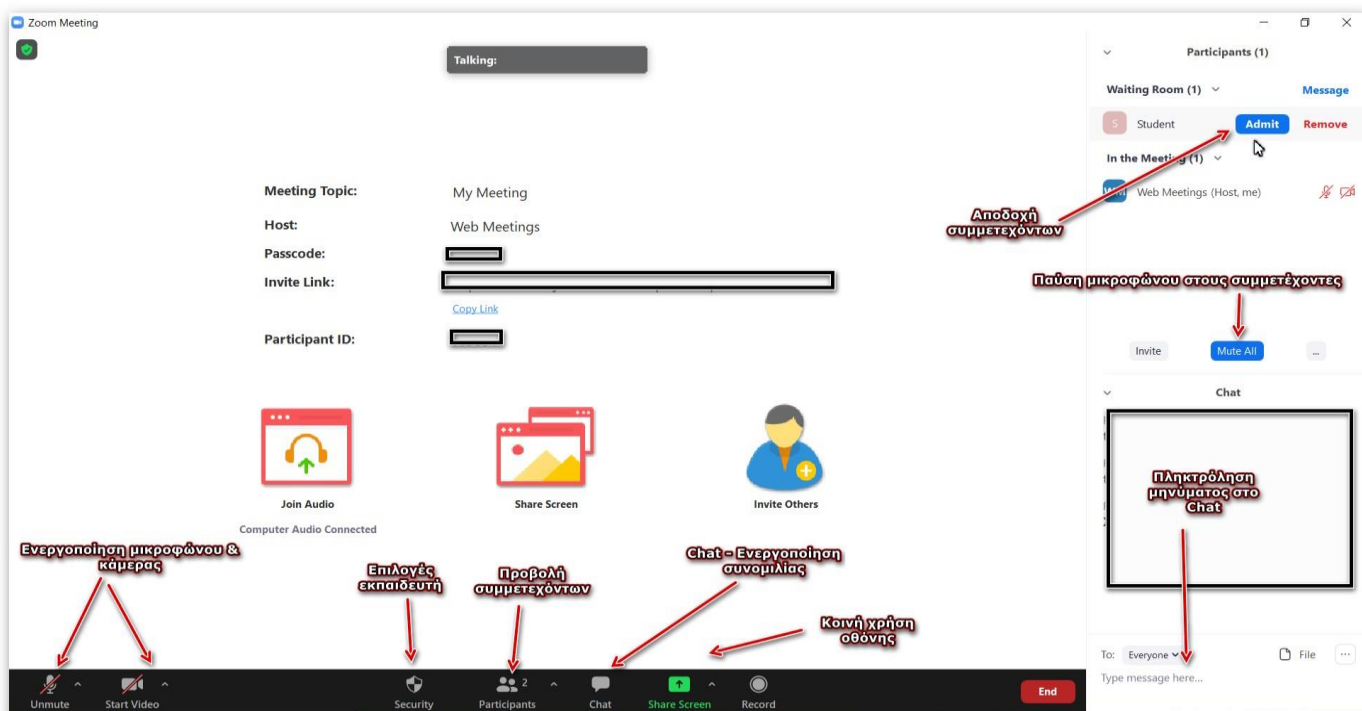 Zoom Meeting
Talking:
Participants (1)
Waiting Room (1)
Message
S
Student
Admit
Remove
In the Meeting (1)
Web Meetings (Host, me)
Αποδοχή
συμμετεχόντων
Meeting Topic:
My Meeting
Host:
Web Meetings
Passcode:
Invite Link:
Copy Link
Participant ID:
Παύση μικροφώνου στους συμμετέχοντες
Invite
Mute All
...
Chat
Join Audio
Computer Audio Connected
Share Screen
Invite Others
Πληκτρόληση
μηνύματος στο
Chat
Ενεργοποίηση μικροφώνου &
κάμερας
Επιλογές
εκπαιδευτή
Προβολή
συμμετεχόντων
Chat – Ενεργοποίηση
συνομιλίας
Κοινή χρήση
οθόνης
To:
Everyone
File
...
Type message here...
Unmute
Start Video
Security
2
Participants
Chat
Share Screen
Record
End